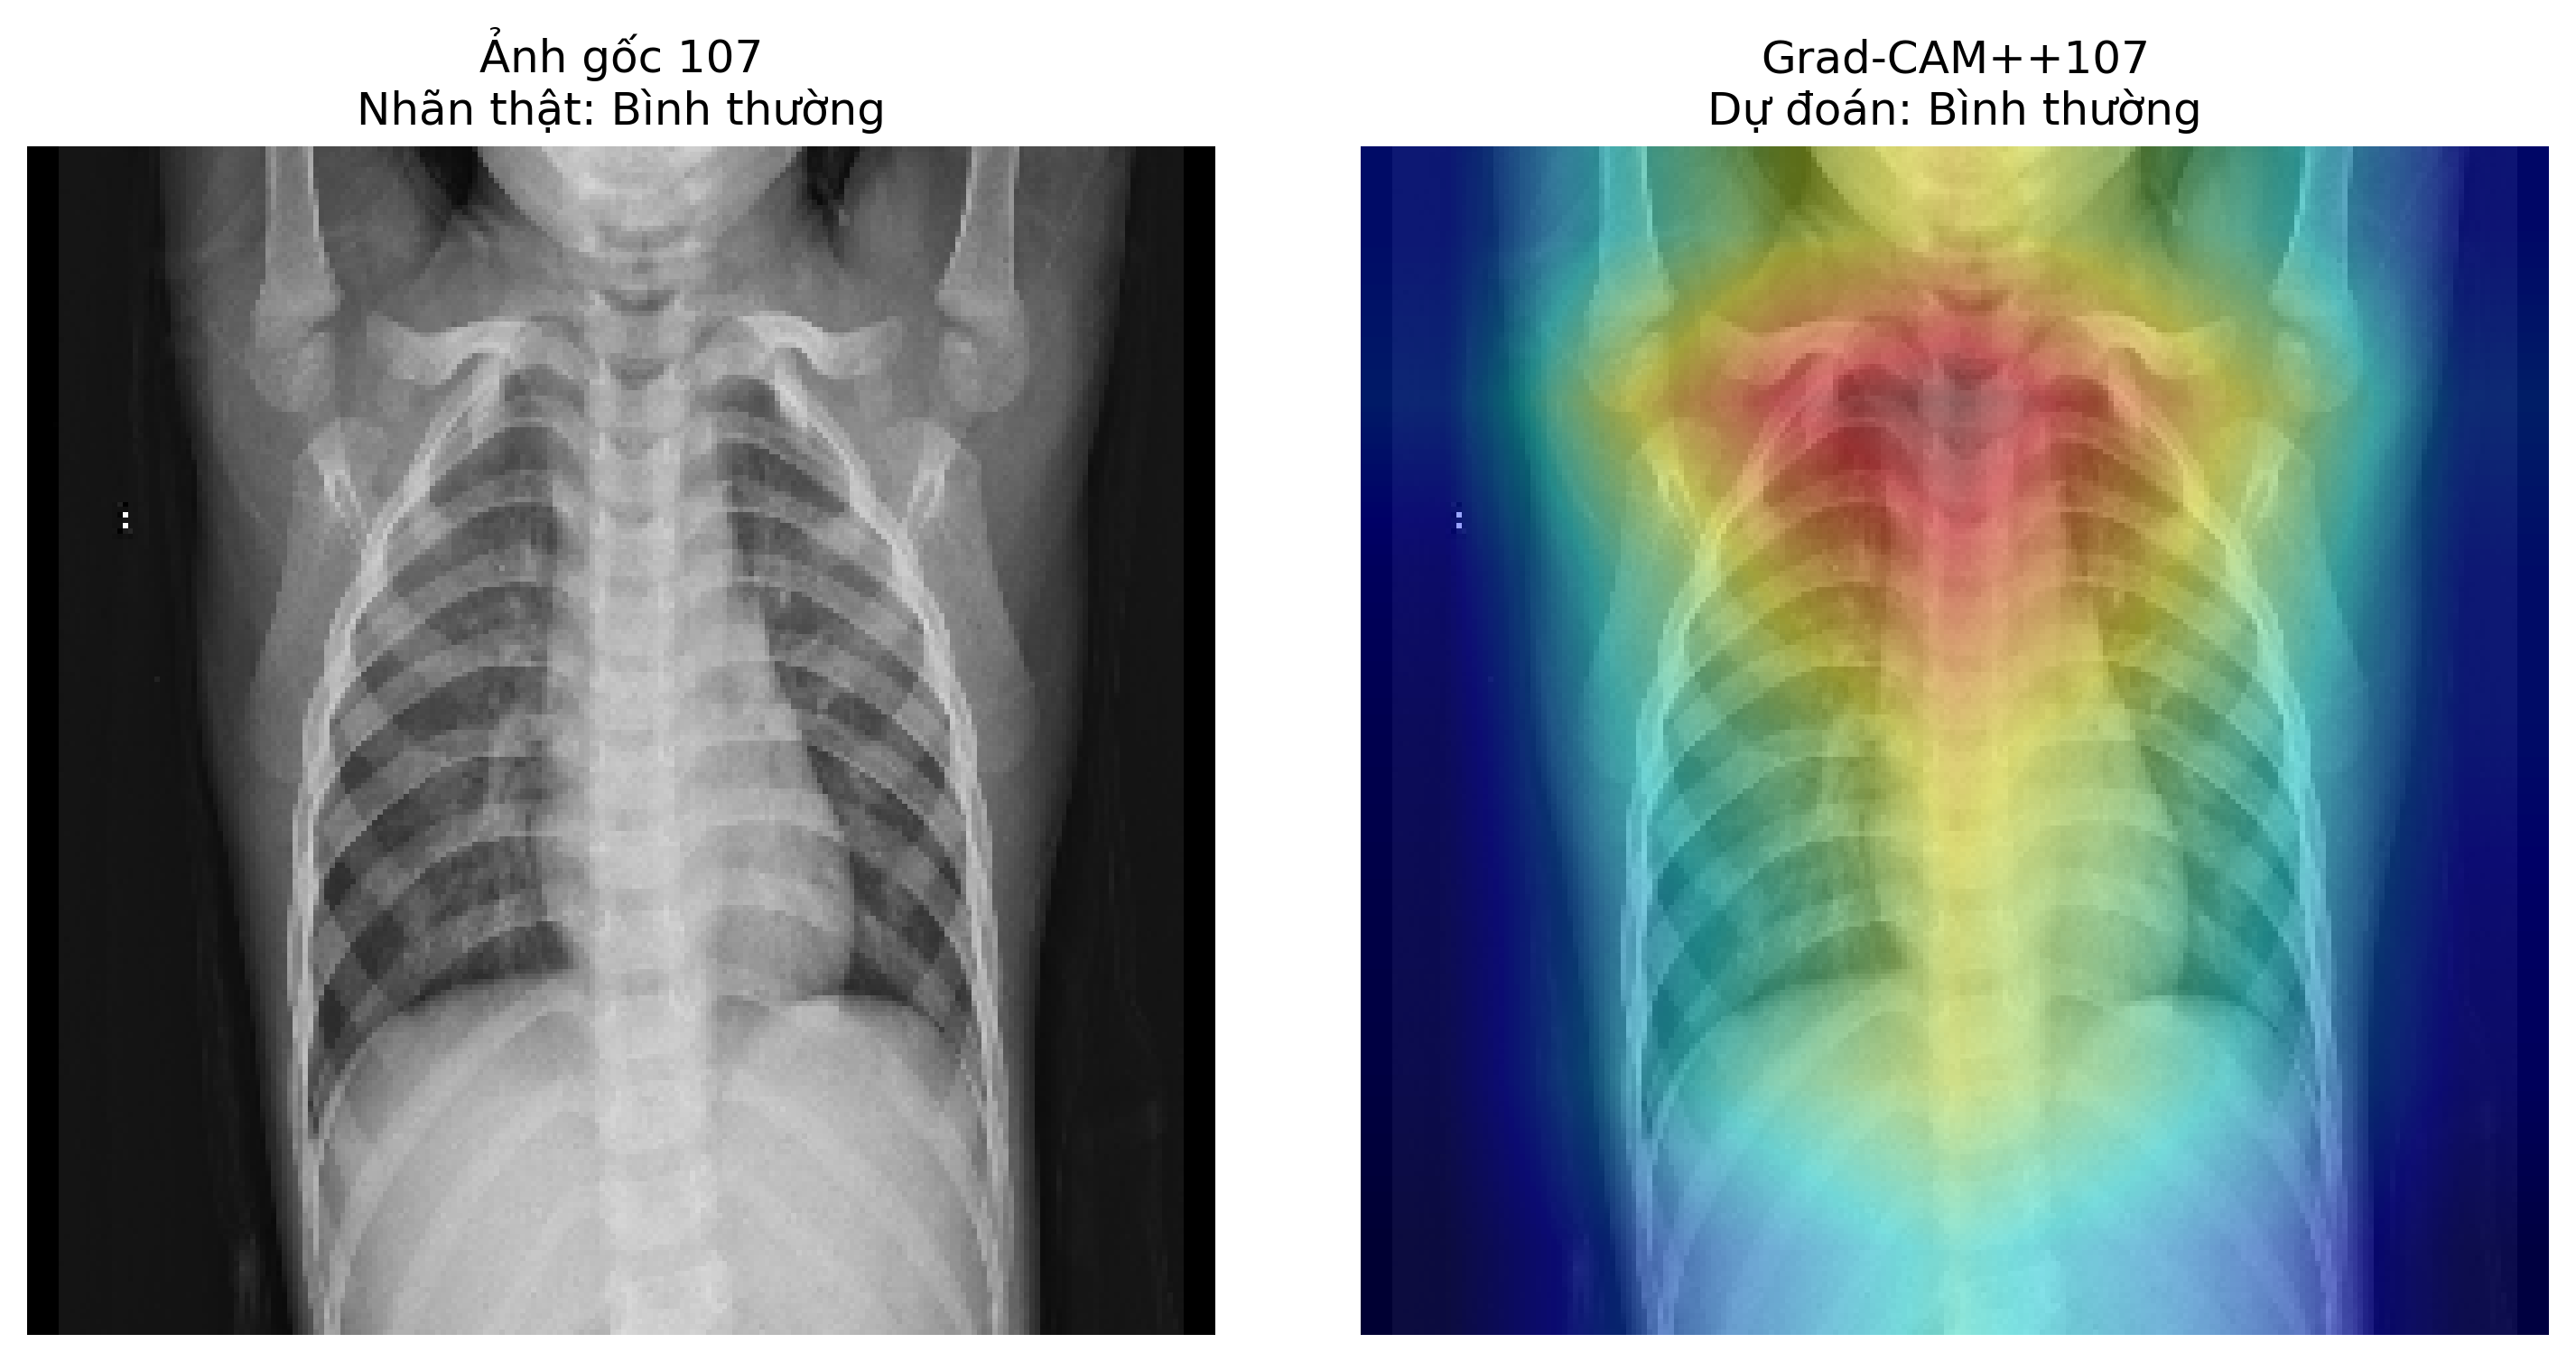 Ảnh gốc 107
Nhãn thật: Bình thường
Grad-CAM++107
Dự đoán: Bình thường